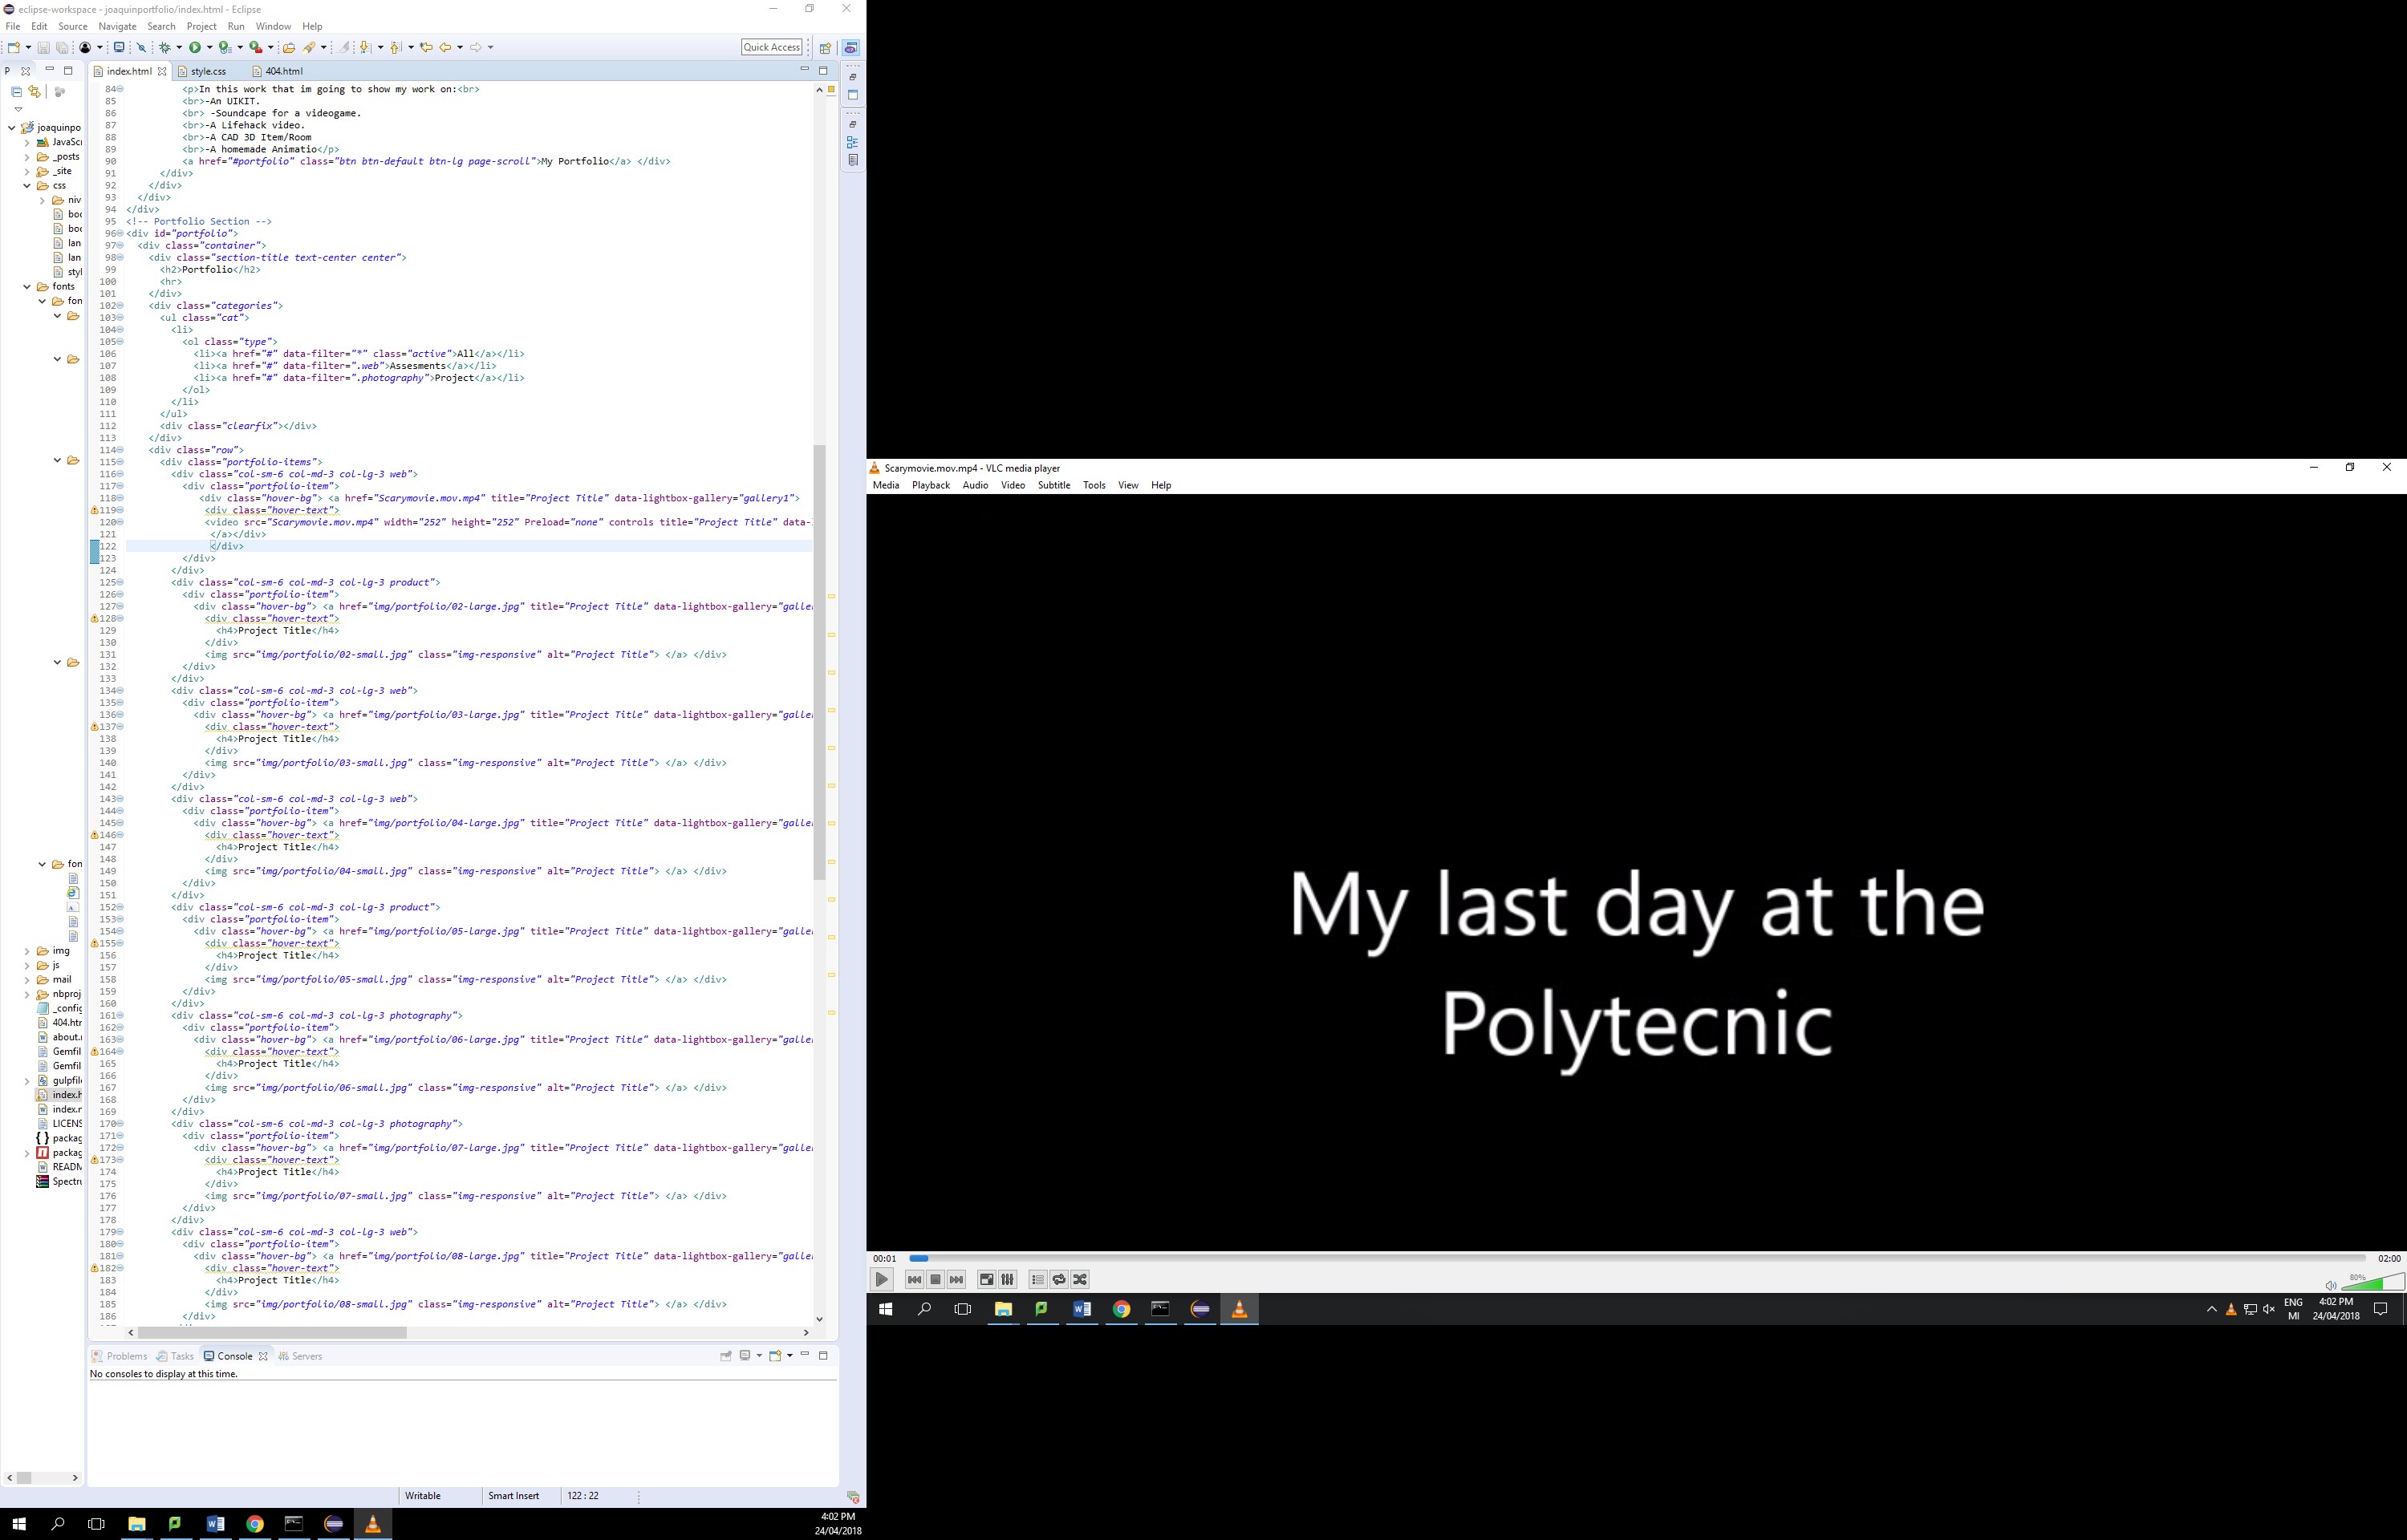 eclipse-workspace - joaquinportfolio/index.html - Eclipse
File Edit Source Navigate Search Project Run Window Help
Quick Access
P
index.html style.css 404.html
joaquinpo
JavaScr
_posts
_site
css
niv
boo
boo
lan
lan
styl
fonts
fon
fon
img
js
mail
nbproj
_config
404.htr
about.r
Gemfil
Gemfil
gulpfil
index.h
index.r
LICENS
packag
packag
READM
Spectru
84 <p>In this work that im going to show my work on:<br>
85 <br>-An UIKIT.
86 <br> -Soundcape for a videogame.
87 <br>-A Lifehack video.
88 <br>-A CAD 3D Item/Room
89 <br>-A homemade Animatio</p>
90 <a href="#portfolio" class="btn btn-default btn-lg page-scroll">My Portfolio</a> </div>
91 </div>
92 </div>
93 </div>
94 </div>
95 <!-- Portfolio Section -->
96 <div id="portfolio">
97 <div class="container">
98 <div class="section-title text-center center">
99 <h2>Portfolio</h2>
100 <hr>
101 </div>
102 <div class="categories">
103 <ul class="cat">
104 <li>
105 <ol class="type">
106 <li><a href="#" data-filter="*" class="active">All</a></li>
107 <li><a href="#" data-filter=".web">Assesments</a></li>
108 <li><a href="#" data-filter=".photography">Project</a></li>
109 </ol>
110 </li>
111 </ul>
112 <div class="clearfix"></div>
113 </div>
114 <div class="row">
115 <div class="portfolio-items">
116 <div class="col-sm-6 col-md-3 col-lg-3 web">
117 <div class="portfolio-item">
118 <div class="hover-bg"> <a href="Scarymovie.mov.mp4" title="Project Title" data-lightbox-gallery="gallery1">
119 <div class="hover-text">
120 <video src="Scarymovie.mov.mp4" width="252" height="252" Preload="none" controls title="Project Title" data-l
121 </a></div>
122 </div>
123 </div>
124 </div>
125 <div class="col-sm-6 col-md-3 col-lg-3 product">
126 <div class="portfolio-item">
127 <div class="hover-bg"> <a href="img/portfolio/02-large.jpg" title="Project Title" data-lightbox-gallery="galle
128 <div class="hover-text">
129 <h4>Project Title</h4>
130 </div>
131 <img src="img/portfolio/02-small.jpg" class="img-responsive" alt="Project Title"> </a> </div>
132 </div>
133 </div>
134 <div class="col-sm-6 col-md-3 col-lg-3 web">
135 <div class="portfolio-item">
136 <div class="hover-bg"> <a href="img/portfolio/03-large.jpg" title="Project Title" data-lightbox-gallery="galle
137 <div class="hover-text">
138 <h4>Project Title</h4>
139 </div>
140 <img src="img/portfolio/03-small.jpg" class="img-responsive" alt="Project Title"> </a> </div>
141 </div>
142 </div>
143 <div class="col-sm-6 col-md-3 col-lg-3 web">
144 <div class="portfolio-item">
145 <div class="hover-bg"> <a href="img/portfolio/04-large.jpg" title="Project Title" data-lightbox-gallery="galle
146 <div class="hover-text">
147 <h4>Project Title</h4>
148 </div>
149 <img src="img/portfolio/04-small.jpg" class="img-responsive" alt="Project Title"> </a> </div>
150 </div>
151 </div>
152 <div class="col-sm-6 col-md-3 col-lg-3 product">
153 <div class="portfolio-item">
154 <div class="hover-bg"> <a href="img/portfolio/05-large.jpg" title="Project Title" data-lightbox-gallery="galle
155 <div class="hover-text">
156 <h4>Project Title</h4>
157 </div>
158 <img src="img/portfolio/05-small.jpg" class="img-responsive" alt="Project Title"> </a> </div>
159 </div>
160 </div>
161 <div class="col-sm-6 col-md-3 col-lg-3 photography">
162 <div class="portfolio-item">
163 <div class="hover-bg"> <a href="img/portfolio/06-large.jpg" title="Project Title" data-lightbox-gallery="galle
164 <div class="hover-text">
165 <h4>Project Title</h4>
166 </div>
167 <img src="img/portfolio/06-small.jpg" class="img-responsive" alt="Project Title"> </a> </div>
168 </div>
169 </div>
170 <div class="col-sm-6 col-md-3 col-lg-3 photography">
171 <div class="portfolio-item">
172 <div class="hover-bg"> <a href="img/portfolio/07-large.jpg" title="Project Title" data-lightbox-gallery="galle
173 <div class="hover-text">
174 <h4>Project Title</h4>
175 </div>
176 <img src="img/portfolio/07-small.jpg" class="img-responsive" alt="Project Title"> </a> </div>
177 </div>
178 </div>
179 <div class="col-sm-6 col-md-3 col-lg-3 web">
180 <div class="portfolio-item">
181 <div class="hover-bg"> <a href="img/portfolio/08-large.jpg" title="Project Title" data-lightbox-gallery="galle
182 <div class="hover-text">
183 <h4>Project Title</h4>
184 </div>
185 <img src="img/portfolio/08-small.jpg" class="img-responsive" alt="Project Title"> </a> </div>
186 </div>
Problems Tasks Console Servers
No consoles to display at this time.
Writable Smart Insert 122 : 22
4:02 PM
24/04/2018
Scarymovie.mov.mp4 - VLC media player
Media Playback Audio Video Subtitle Tools View Help
My last day at the
Polytecnic
00:01 02:00
80%
ENG 4:02 PM
MI 24/04/2018